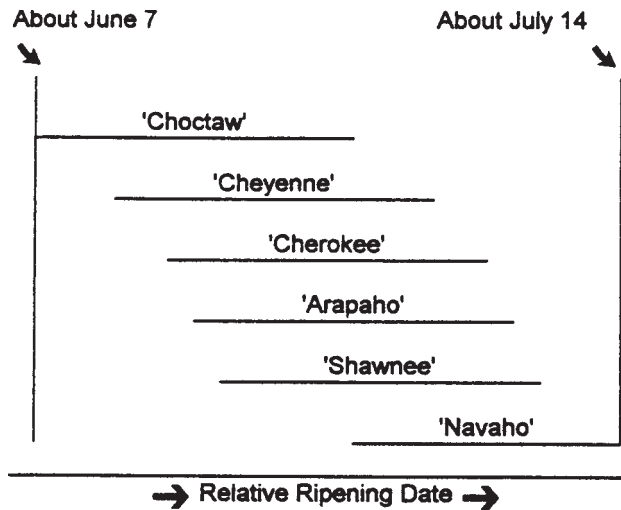 About June 7
About July 14
'Choctaw'
'Cheyenne'
'Cherokee'
'Arapaho'
'Shawnee'
'Navaho'
Relative Ripening Date